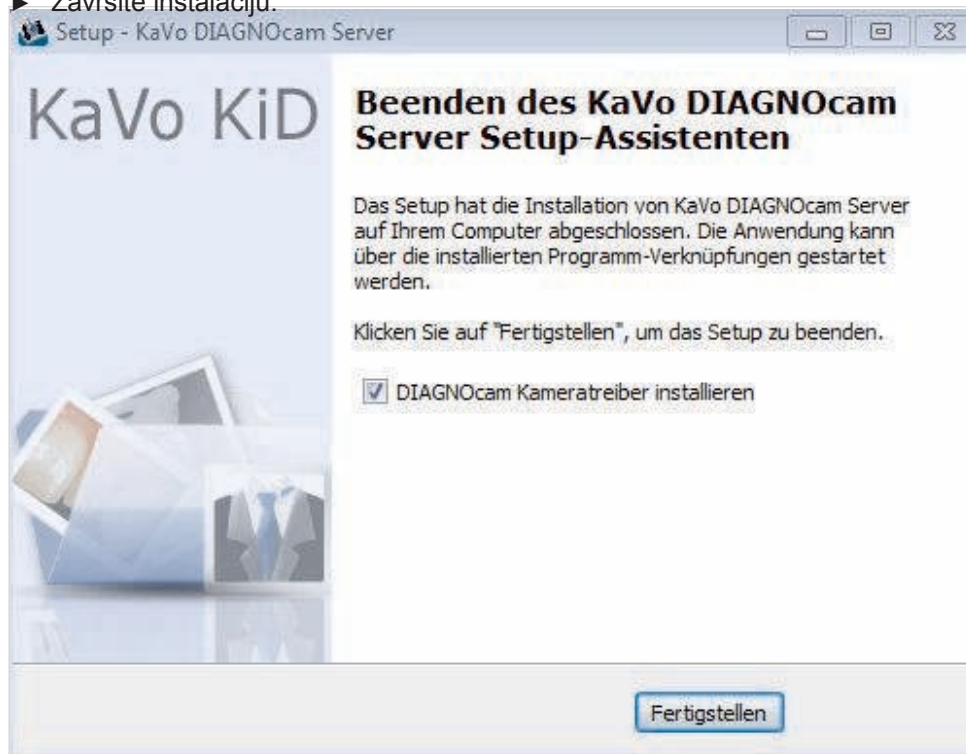 ► Završite instalaciju.
Setup - KaVo DIAGNOcam Server
KaVo KiD
Beenden des KaVo DIAGNOcam
Server Setup-Assistenten
Das Setup hat die Installation von KaVo DIAGNOcam Server
auf Ihrem Computer abgeschlossen. Die Anwendung kann
über die installierten Programm-Verknüpfungen gestartet
werden.
Klicken Sie auf "Fertigstellen", um das Setup zu beenden.
DIAGNOcam Kameratreiber installieren
Fertigstellen